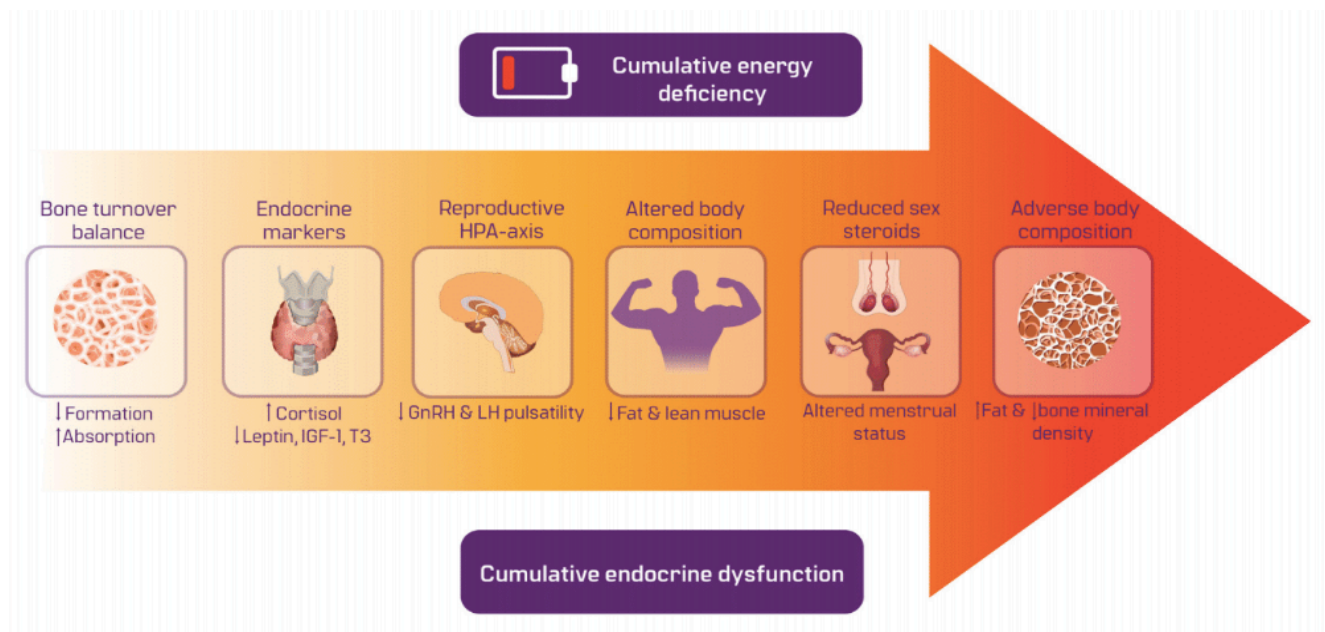 Cumulative energy
deficiency
Bone turnover
balance
↓Formation
↑Absorption
Endocrine
markers
↑ Cortisol
↓Leptin, IGF-1, T3
Reproductive
HPA-axis
↓GnRH & LH pulsatility
Altered body
composition
↓Fat & lean muscle
Reduced sex
steroids
Altered menstrual
status
Adverse body
composition
↑Fat & ↓bone mineral
density
Cumulative endocrine dysfunction